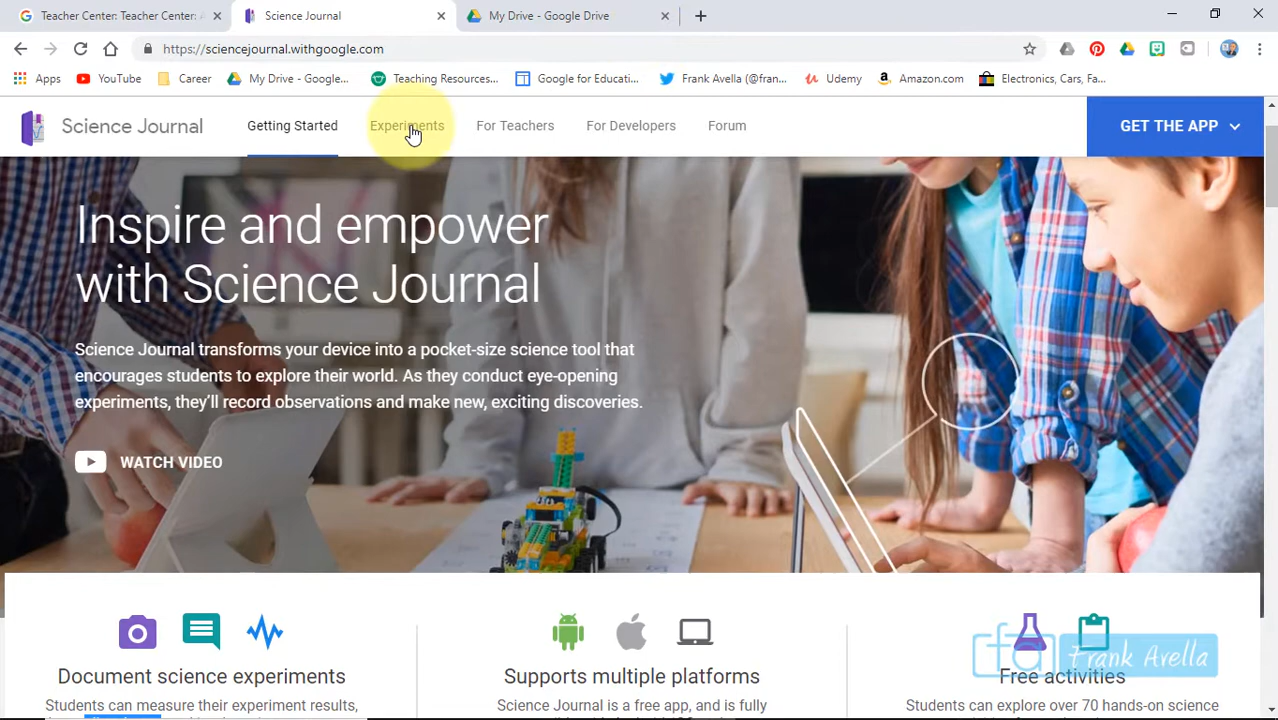 Teacher Center: Teacher Center: A
Science Journal
My Drive - Google Drive
https://sciencejournal.withgoogle.com
Apps
YouTube
Career
My Drive - Google...
Teaching Resources...
Google for Educati...
Frank Avella (@fran...
Udemy
Amazon.com
Electronics, Cars, Fa...
Science Journal
Getting Started
Experiments
For Teachers
For Developers
Forum
GET THE APP
Inspire and empower
with Science Journal
Science Journal transforms your device into a pocket-size science tool that
encourages students to explore their world. As they conduct eye-opening
experiments, they'll record observations and make new, exciting discoveries.
WATCH VIDEO
Document science experiments
Students can measure their experiment results,
Supports multiple platforms
Science Journal is a free app, and is fully
Free activities
Students can explore over 70 hands-on science
fa Frank Avella